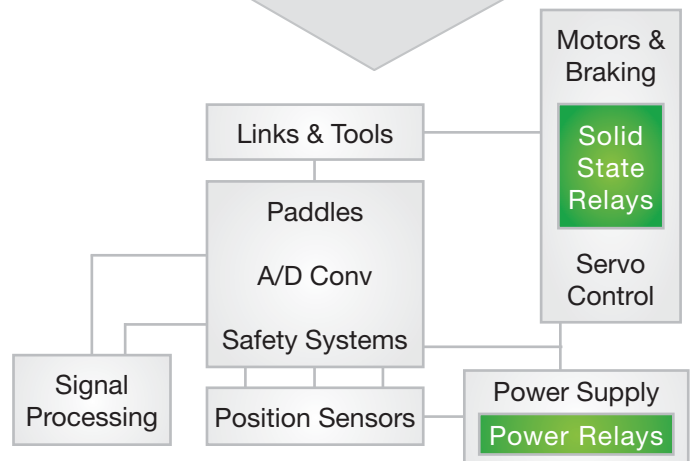 Motors &
Braking
Solid
State
Relays
Servo
Control
Links & Tools
Paddles
A/D Conv
Safety Systems
Signal
Processing
Position Sensors
Power Supply
Power Relays